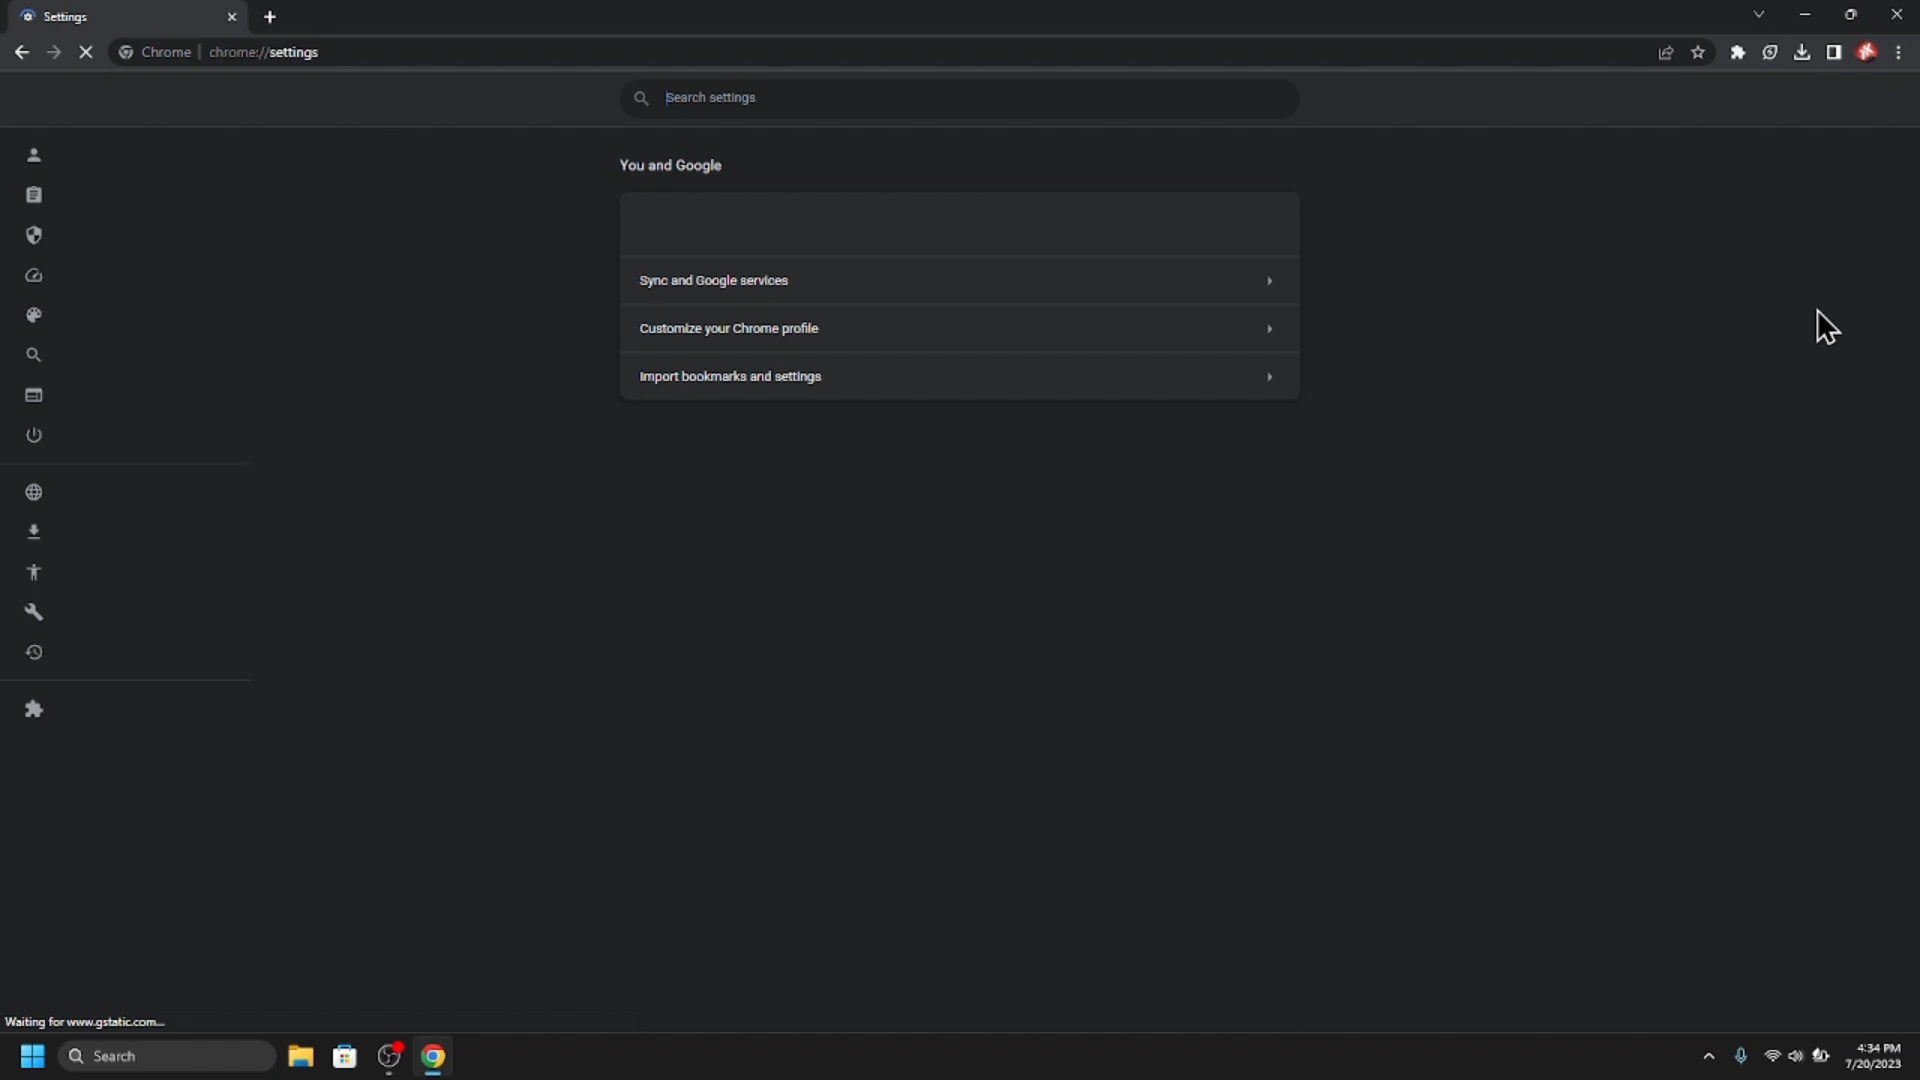 Settings
Chrome | chrome://settings
Search settings
You and Google
Sync and Google services
Customize your Chrome profile
Import bookmarks and settings
Waiting for www.gstatic.com...
Search
4:34 PM
7/20/2023